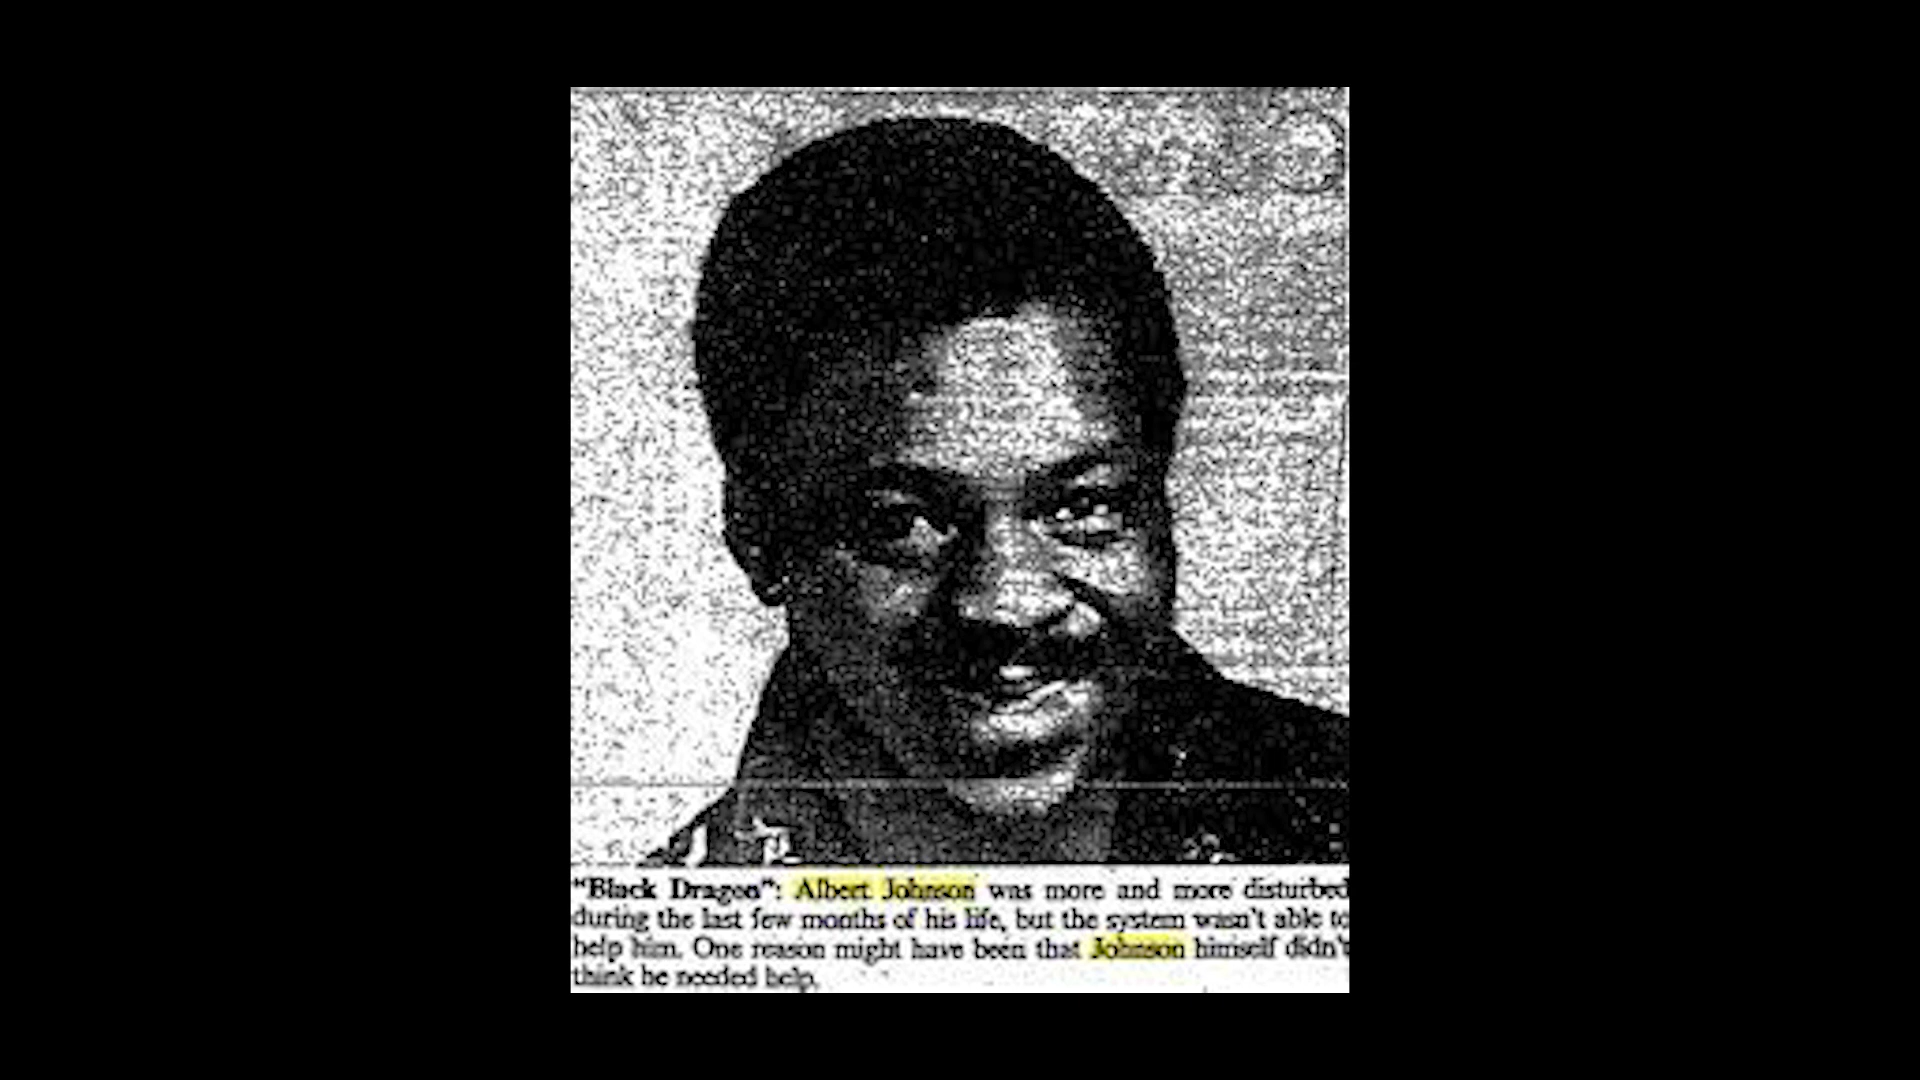 "Black Dragon": Albert Johnson was more and more disturbed
during the last few months of his life, but the system wasn't able to
help him. One reason might have been that Johnson himself didn't
think he needed help.